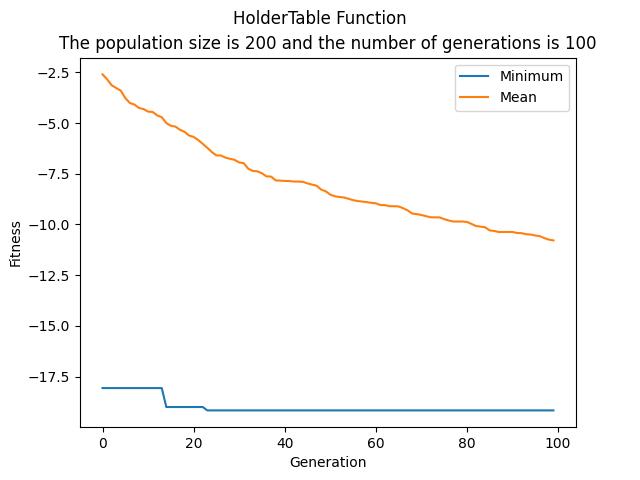 HolderTable Function
The population size is 200 and the number of generations is 100
Minimum
Mean
−2.5
−5.0
−7.5
−10.0
−12.5
−15.0
−17.5
Fitness
0
20
40
60
80
100
Generation